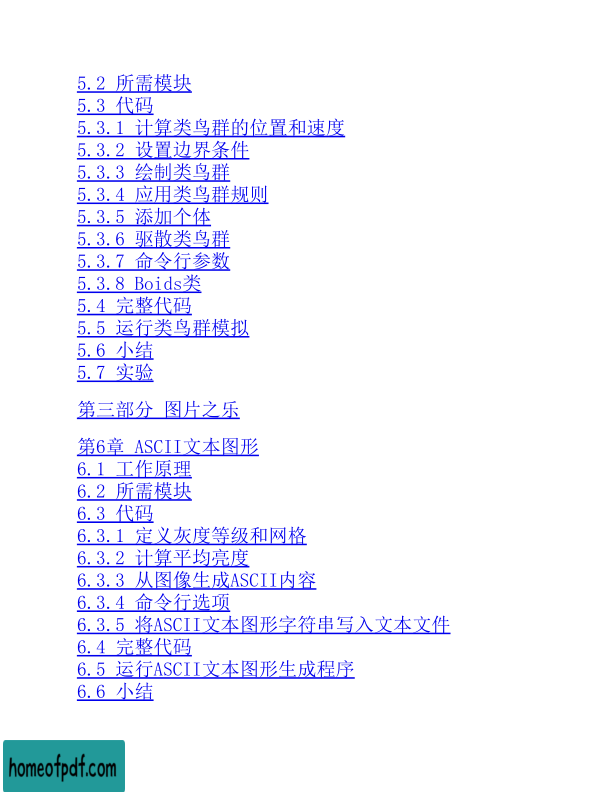 5.2 所需模块
5.3 代码
5.3.1 计算类鸟群的位置和速度
5.3.2 设置边界条件
5.3.3 绘制类鸟群
5.3.4 应用类鸟群规则
5.3.5 添加个体
5.3.6 驱散类鸟群
5.3.7 命令行参数
5.3.8 Boids类
5.4 完整代码
5.5 运行类鸟群模拟
5.6 小结
5.7 实验
第三部分 图片之乐
第6章 ASCII文本图形
6.1 工作原理
6.2 所需模块
6.3 代码
6.3.1 定义灰度等级和网格
6.3.2 计算平均亮度
6.3.3 从图像生成ASCII内容
6.3.4 命令行选项
6.3.5 将ASCII文本图形字符串写入文本文件
6.4 完整代码
6.5 运行ASCII文本图形生成程序
6.6 小结
homeofpdf.com